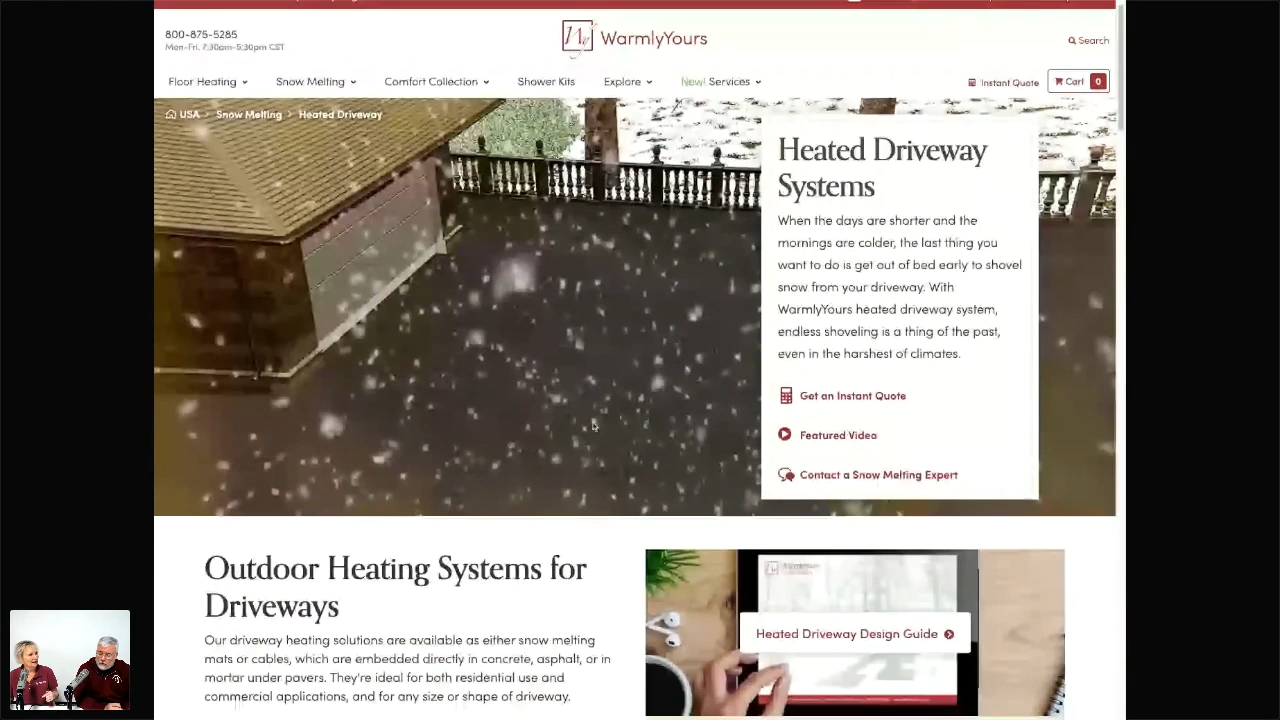 800-875-5285
Mon-Fri, 7:30am-5:30pm CST
WarmlyYours
Search
Floor Heating
Snow Melting
Comfort Collection
Shower Kits
Explore
New! Services
Instant Quote
Cart 0
USA > Snow Melting > Heated Driveway
Heated Driveway
Systems
When the days are shorter and the
mornings are colder, the last thing you
want to do is get out of bed early to shovel
snow from your driveway. With
WarmlyYours heated driveway system,
endless shoveling is a thing of the past,
even in the harshest of climates.
Get an Instant Quote
Featured Video
Contact a Snow Melting Expert
Outdoor Heating Systems for
Driveways
Our driveway heating solutions are available as either snow melting
mats or cables, which are embedded directly in concrete, asphalt, or in
mortar under pavers. They're ideal for both residential use and
commercial applications, and for any size or shape of driveway.
Heated Driveway Design Guide